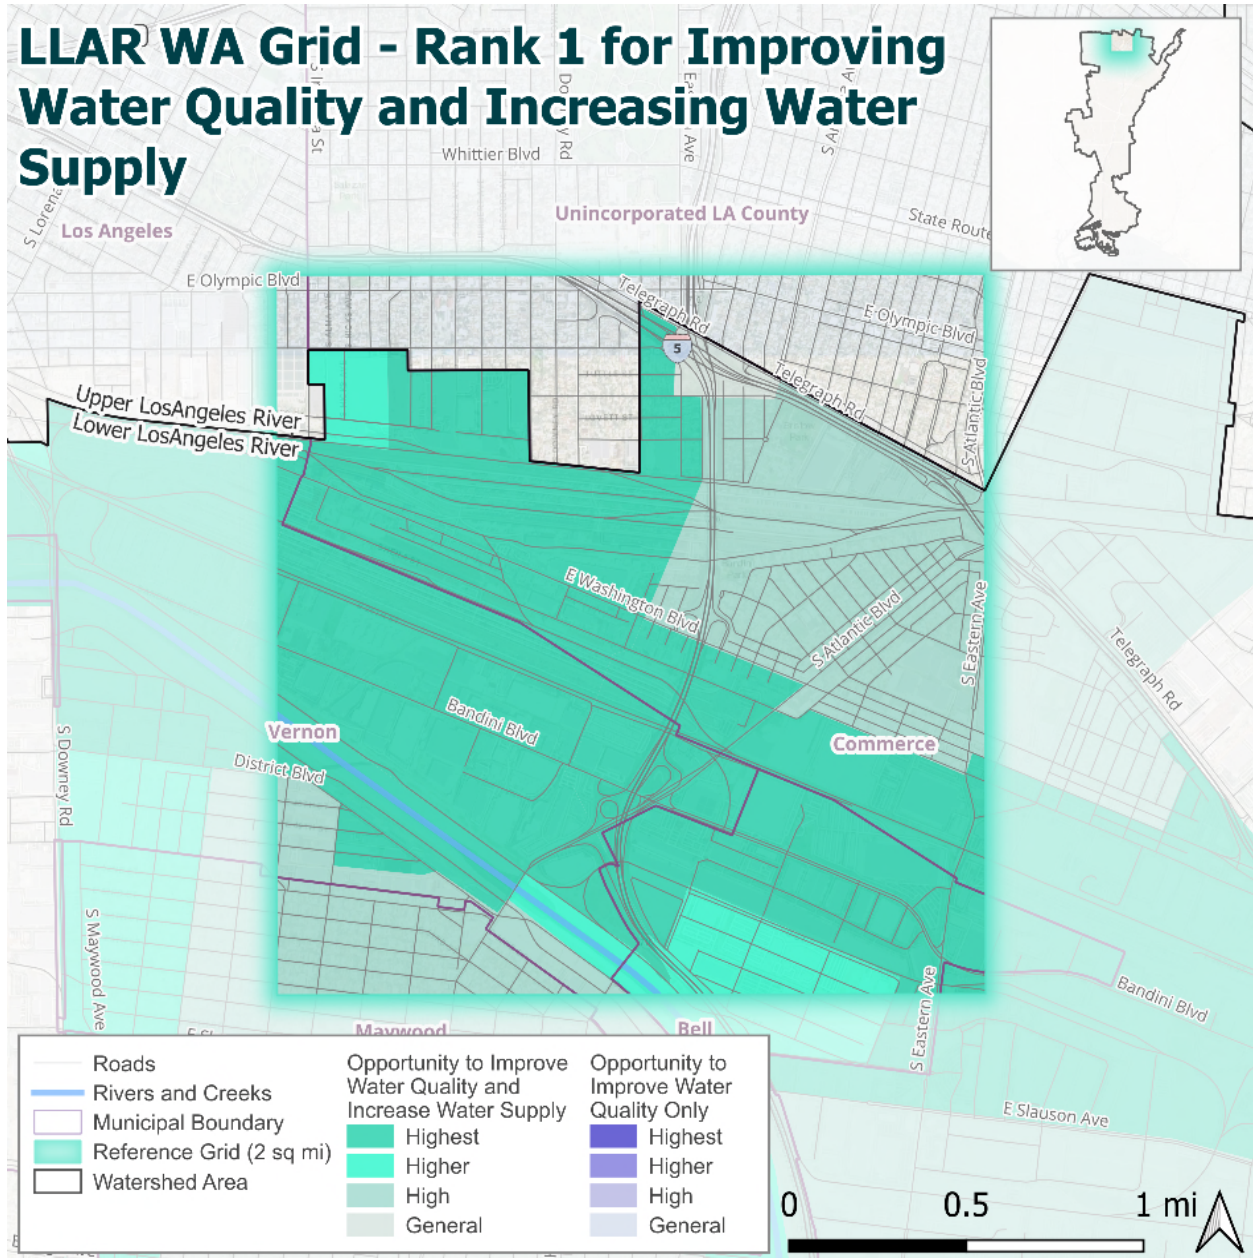 LLAR WA Grid - Rank 1 for Improving
Water Quality and Increasing Water
Supply
Whittier Blvd
S Lorena
Los Angeles
Unincorporated LA County
State Route
E Olympic Blvd
Telegraph Rd
E Olympic Blvd
5
Telegraph Rd
S Atlantic Blvd
Upper LosAngeles River
Lower LosAngeles River
E Washington Blvd
S Atlantic Blvd
S Eastern Ave
Telegraph Rd
Bandini Blvd
Vernon
Commerce
District Blvd
S Downey Rd
S Maywood Ave
Bandini Blvd
S Eastern Ave
Maywood
Bell
E Slauson Ave
Roads
Rivers and Creeks
Municipal Boundary
Reference Grid (2 sq mi)
Watershed Area
Opportunity to Improve
Water Quality and
Increase Water Supply
Highest
Higher
High
General
Opportunity to
Improve Water
Quality Only
Highest
Higher
High
General
0 0.5 1 mi